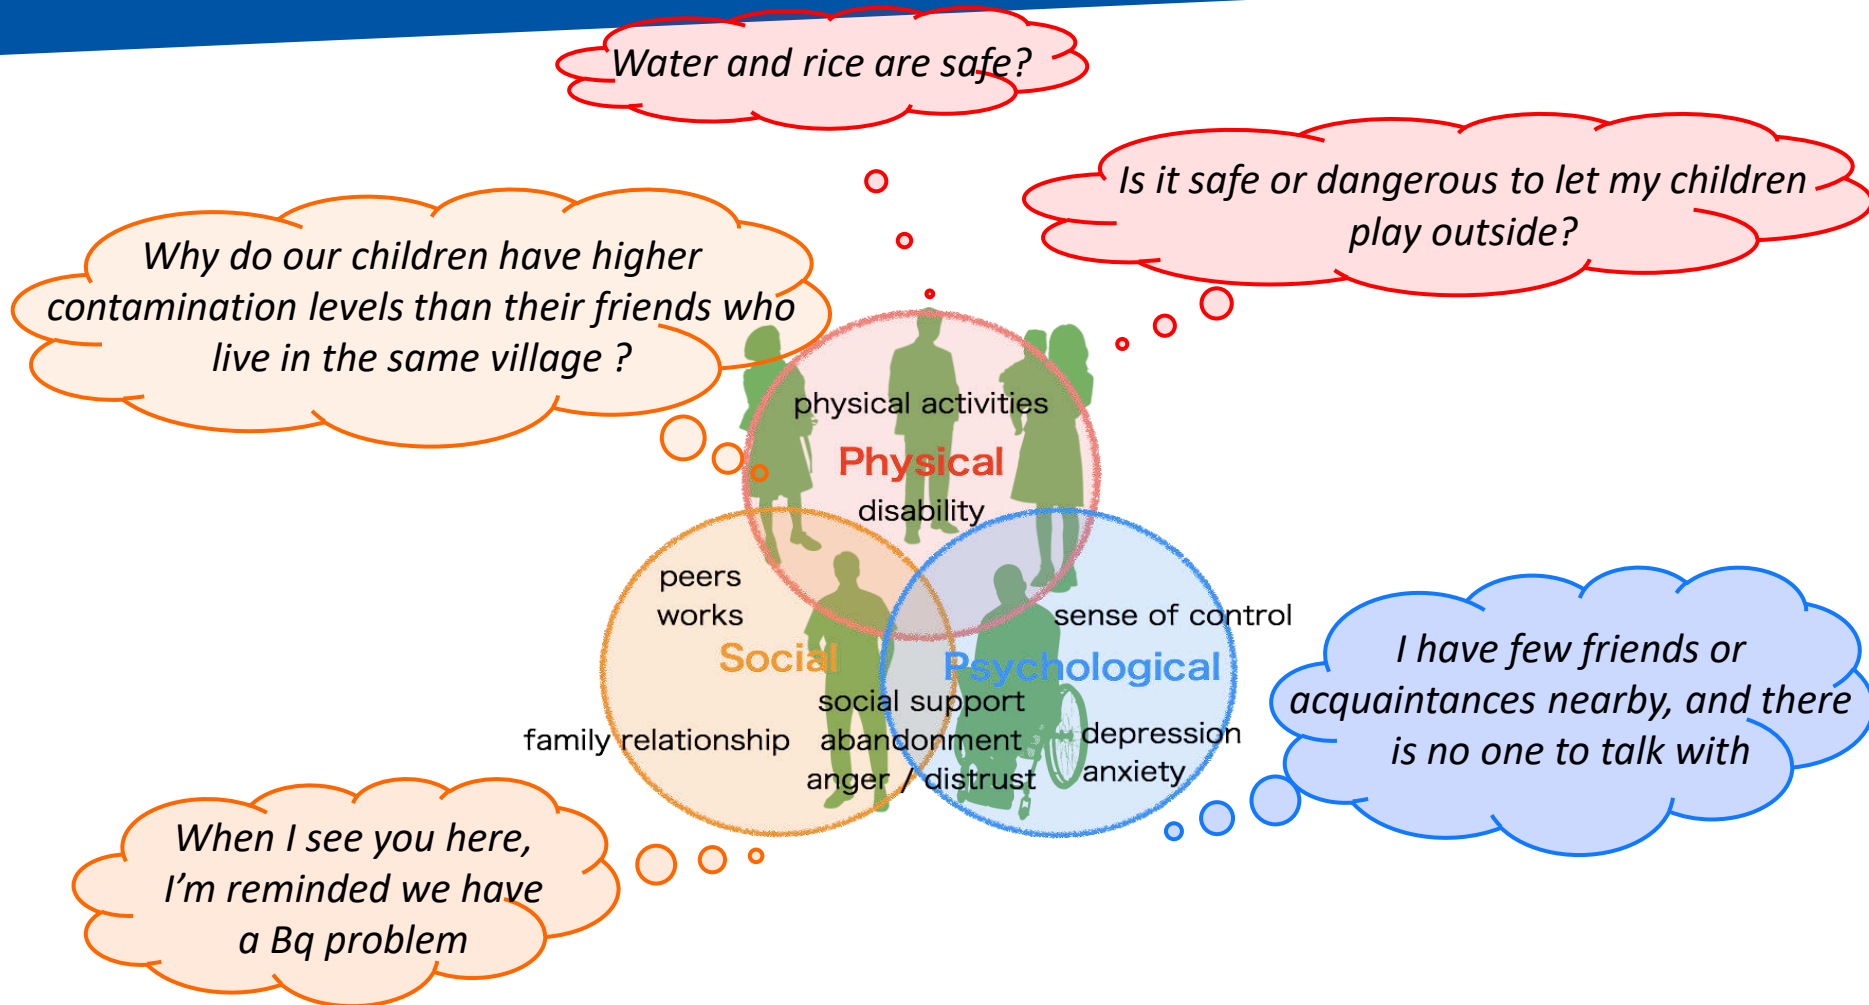 Water and rice are safe?
Is it safe or dangerous to let my children
play outside?
Why do our children have higher
contamination levels than their friends who
live in the same village ?
physical activities
Physical
disability
peers
works
Social
family relationship
social support
abandonment
anger / distrust
sense of control
Psychological
depression
anxiety
I have few friends or
acquaintances nearby, and there
is no one to talk with
When I see you here,
I'm reminded we have
a Bq problem